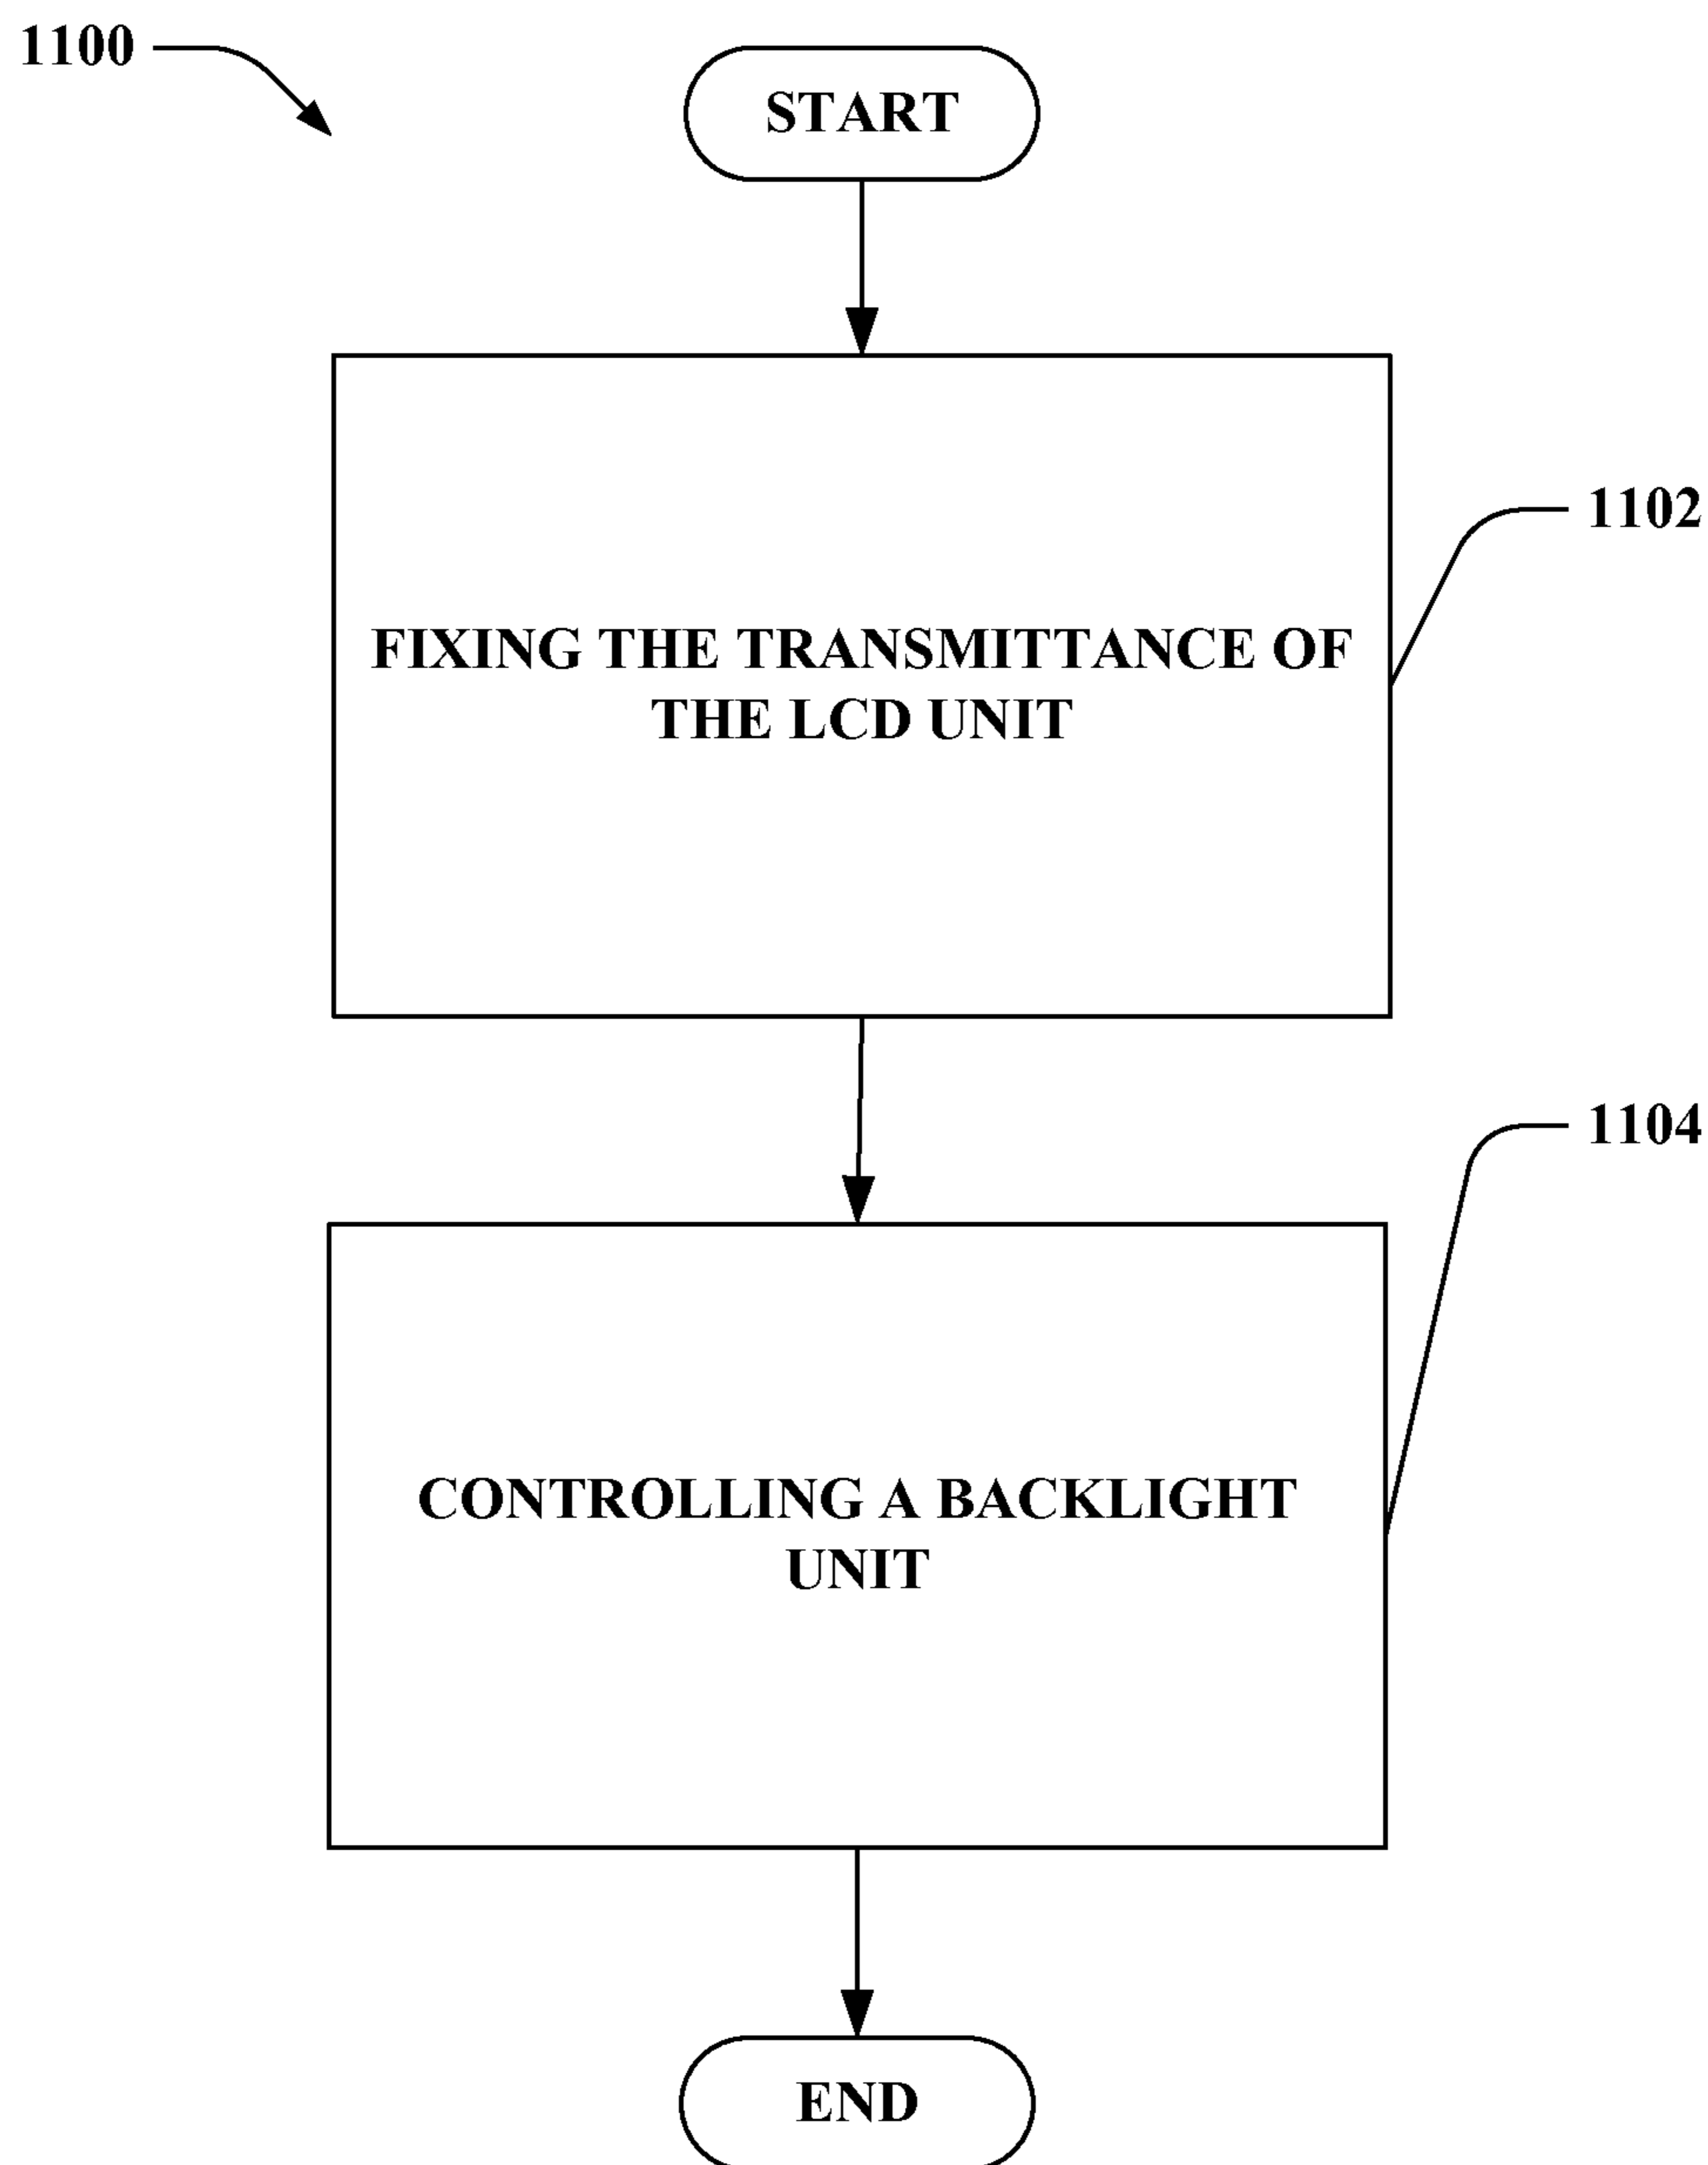 1100
START
1102
FIXING THE TRANSMITTANCE OF
THE LCD UNIT
1104
CONTROLLING A BACKLIGHT
UNIT
END